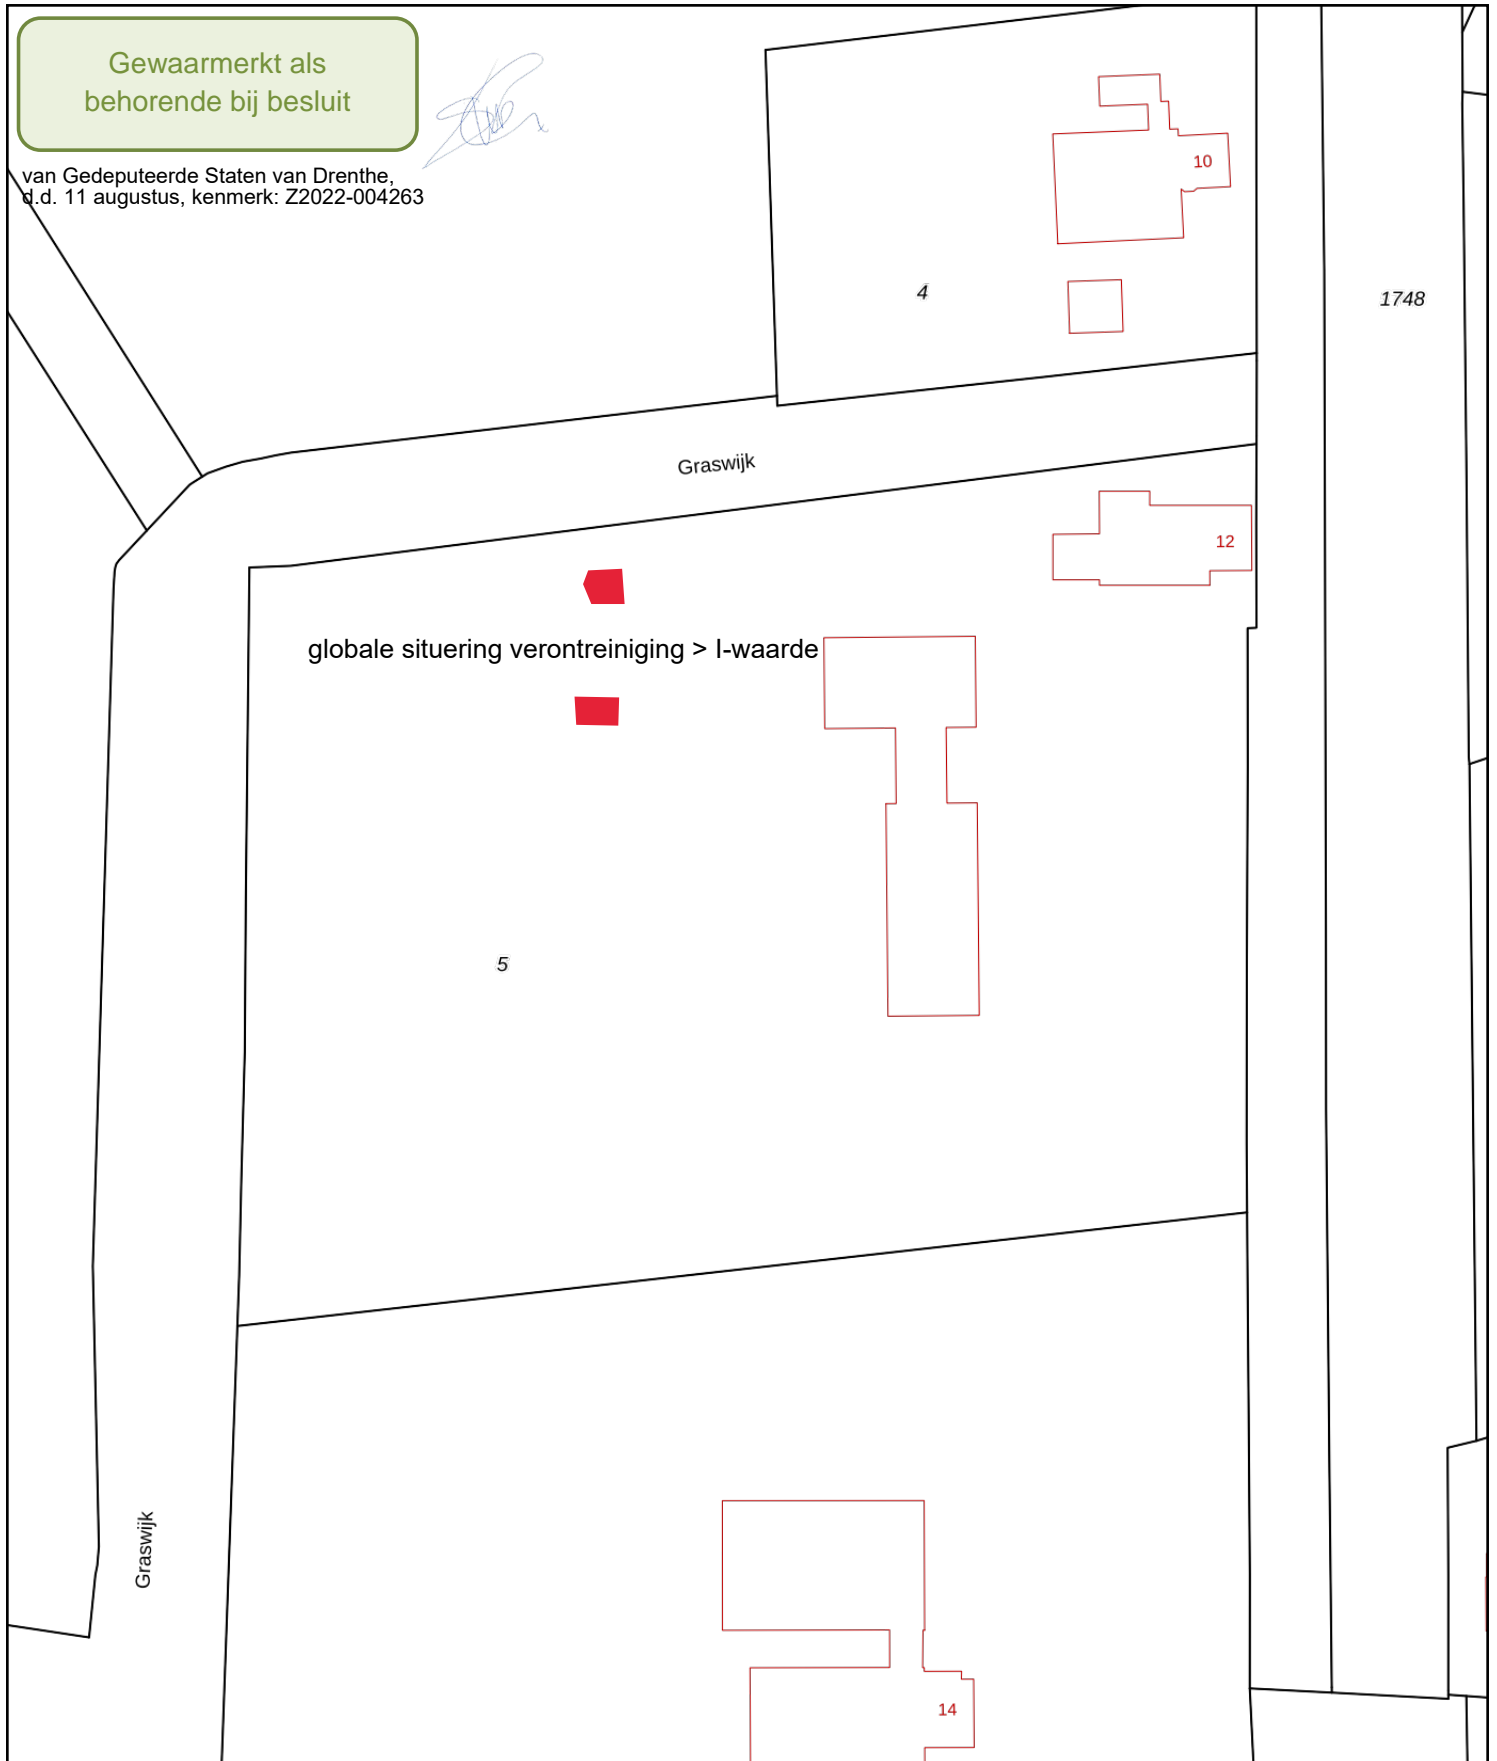 Gewaarmerkt als
behorende bij besluit
van Gedeputeerde Staten van Drenthe,
d.d. 11 augustus, kenmerk: Z2022-004263
10
4
1748
Graswijk
12
globale situering verontreiniging > I-waarde
5
Graswijk
14